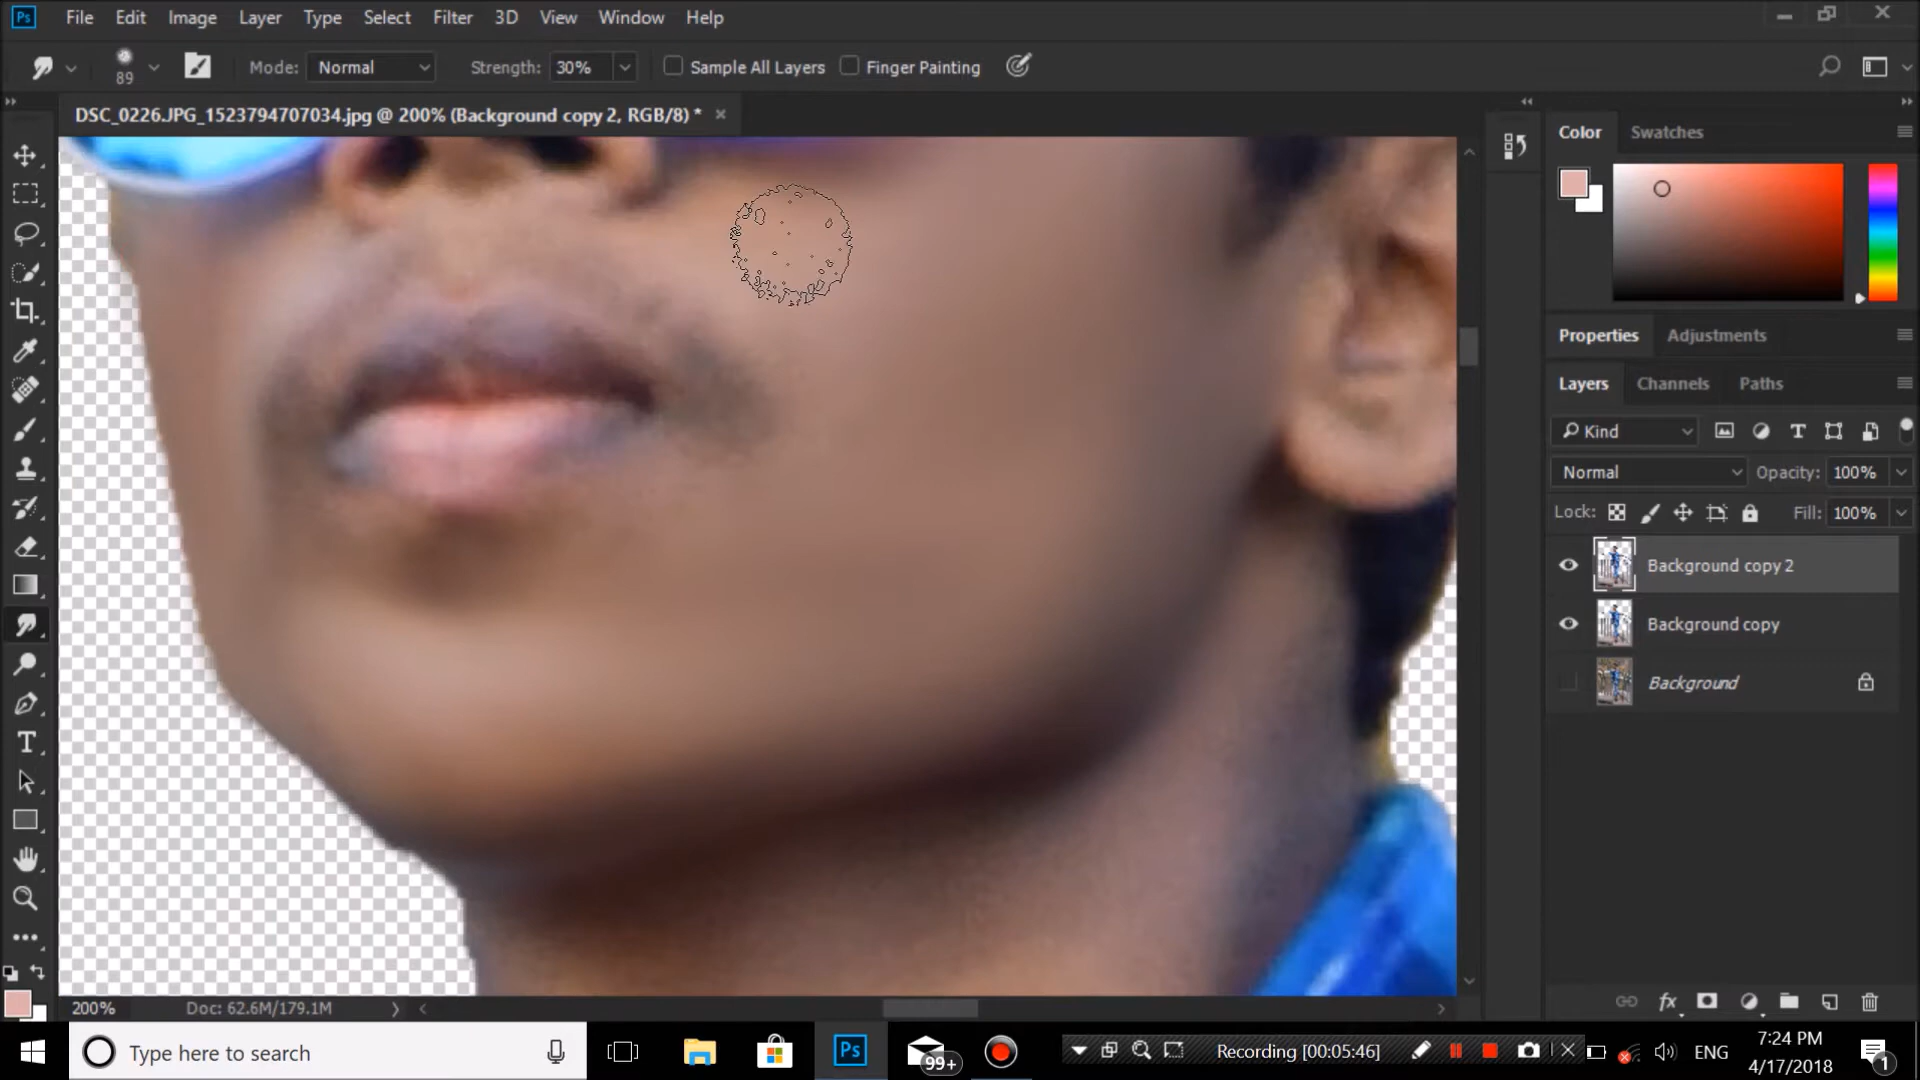 Ps File Edit Image Layer Type Select Filter 3D View Window Help
89 Mode: Normal Strength: 30% Sample All Layers Finger Painting
DSC_0226.JPG_1523794707034.jpg @ 200% (Background copy 2, RGB/8) * ×
Color Swatches
Properties Adjustments
Layers Channels Paths
Kind
Normal Opacity: 100%
Lock: Fill: 100%
Background copy 2
Background copy
Background
200% Doc: 62.6M/179.1M
Type here to search
Ps
99+
Recording [00:05:46]
ENG
7:24 PM
4/17/2018
1